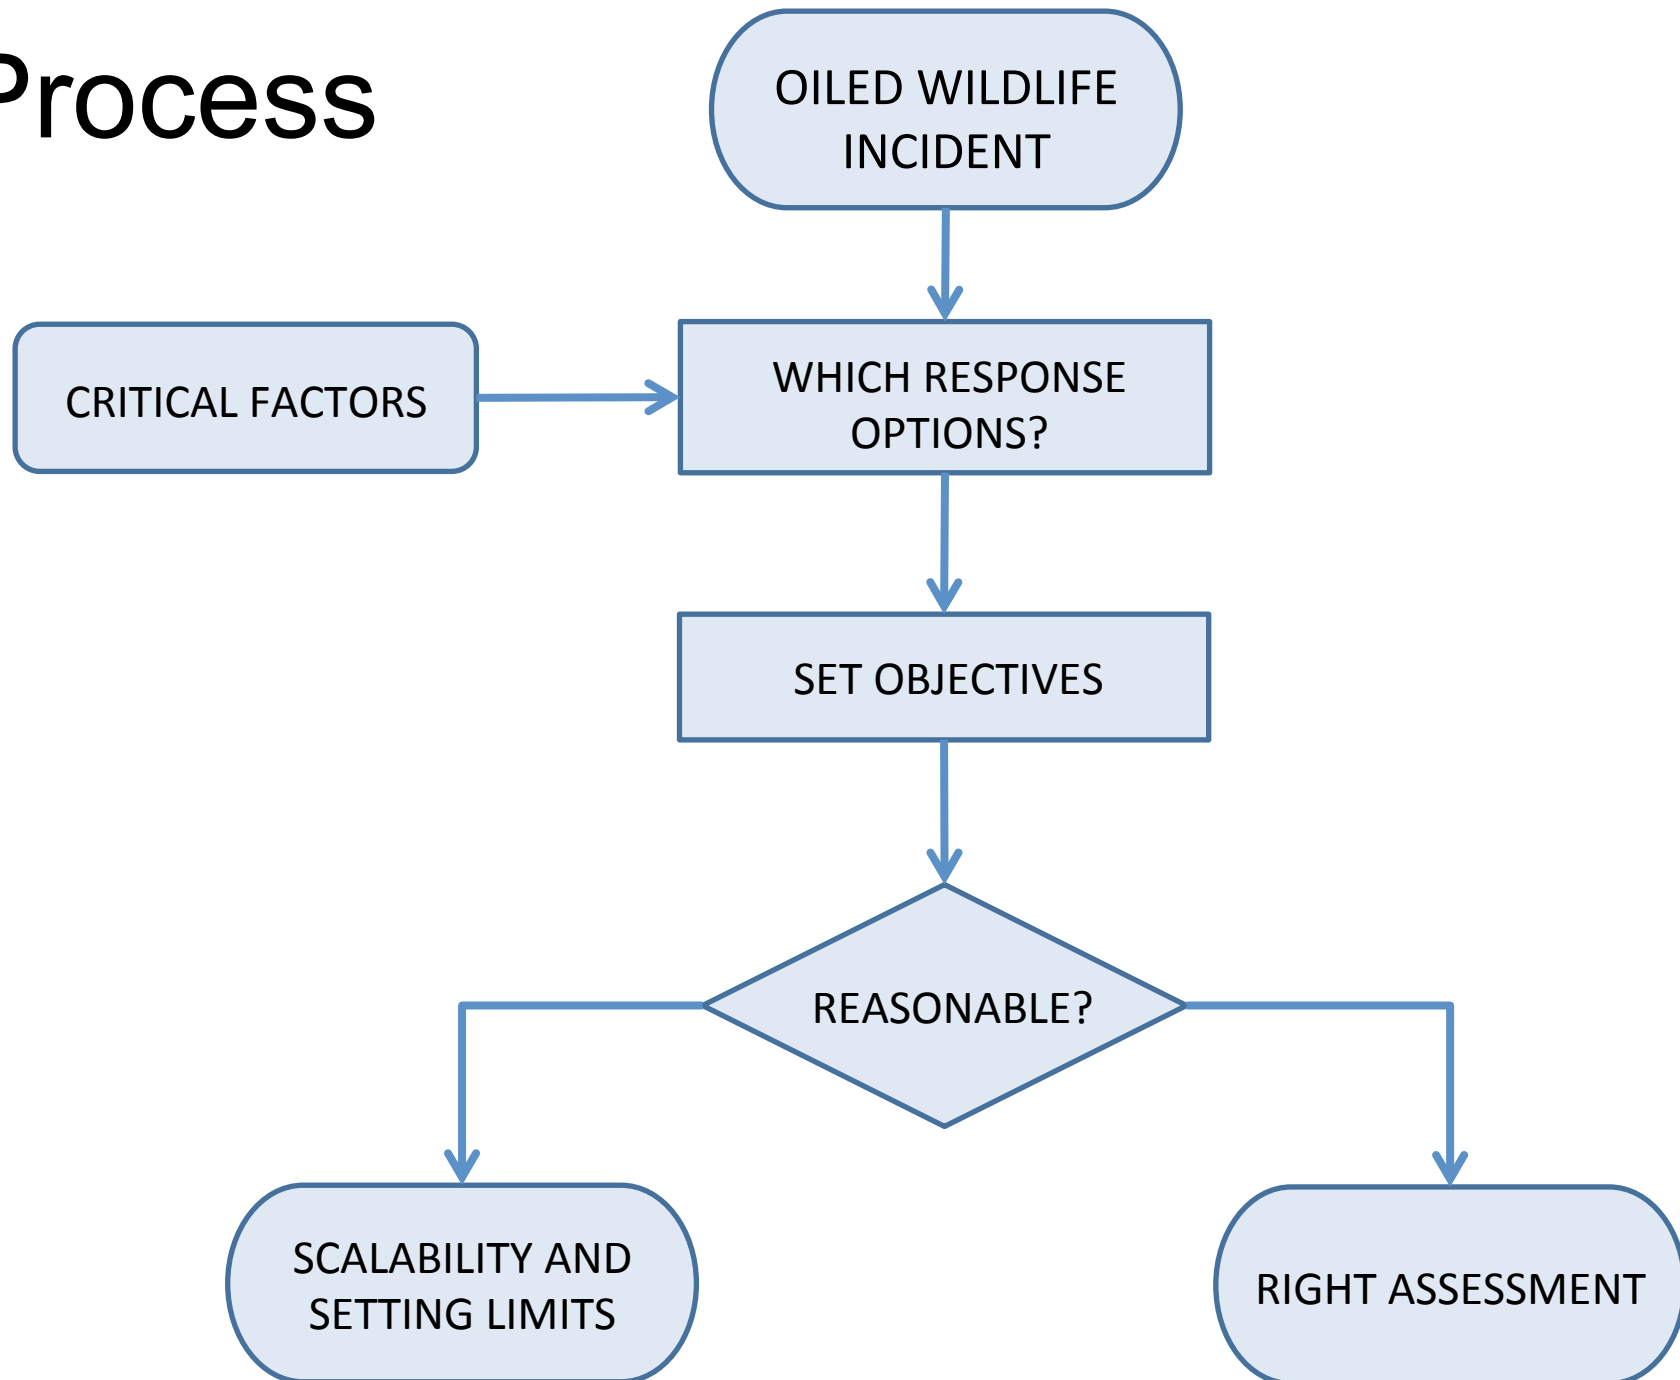 Process
OILED WILDLIFE
INCIDENT
CRITICAL FACTORS
WHICH RESPONSE
OPTIONS?
SET OBJECTIVES
REASONABLE?
SCALABILITY AND
SETTING LIMITS
RIGHT ASSESSMENT